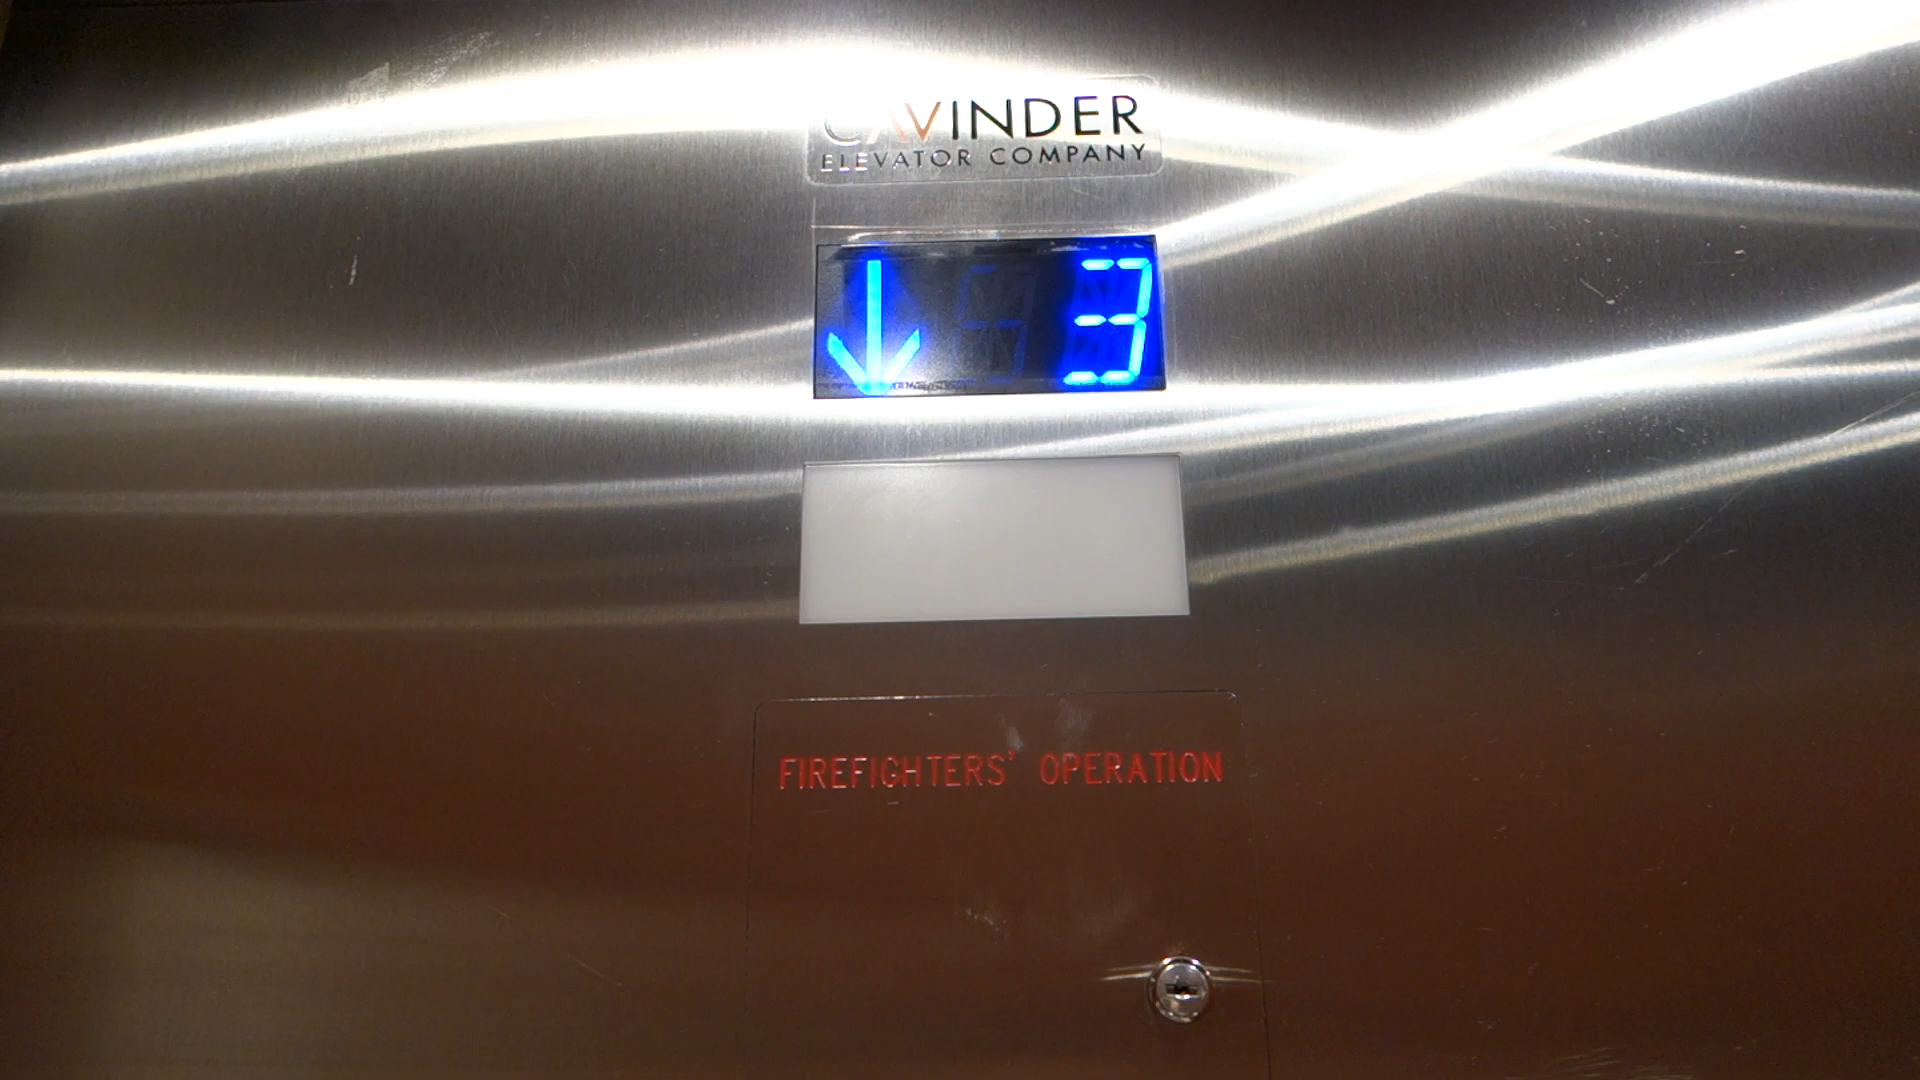 CAVINDER
ELEVATOR COMPANY
↓ 3
FIREFIGHTERS' OPERATION